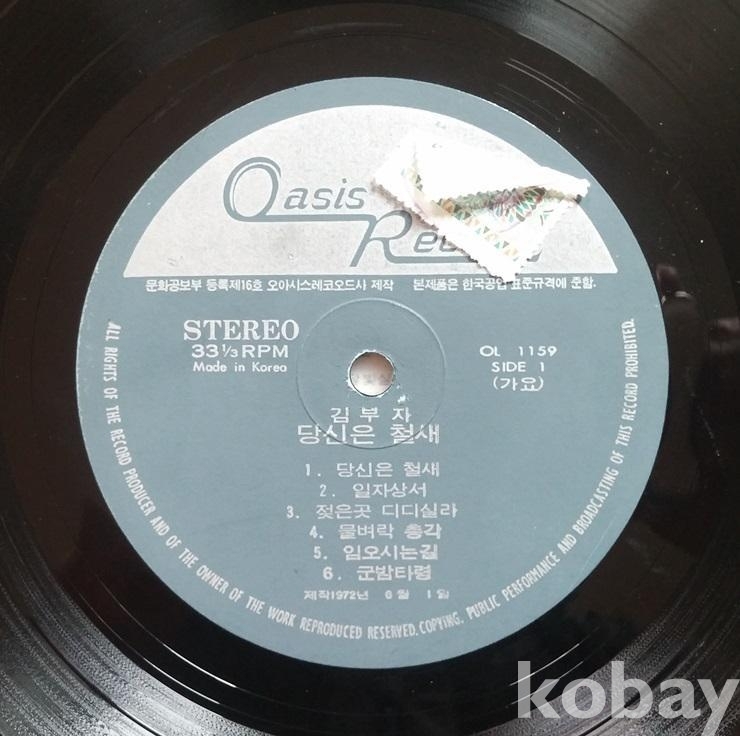 Oasis
문화공보부 등록제16호 오아시스레코오드사 제작 본제품은 한국공업표준규격에 준함.
STEREO
33 1/3 RPM
Made in Korea
OL 1159
SIDE 1
(가요)
김부자
당신은 철새
1. 당신은 철새
2. 일자상서
3. 젖은곳 디디실라
4. 물벼락 총각
5. 임오시는길
6. 군밤타령
제작1972년 6월 1일
ALL RIGHTS OF THE RECORD PRODUCER AND OF THE OWNER OF THE WORK REPRODUCED RESERVED. COPYING, PUBLIC PERFORMANCE AND BROADCASTING OF THIS RECORD PROHIBITED.
kobay